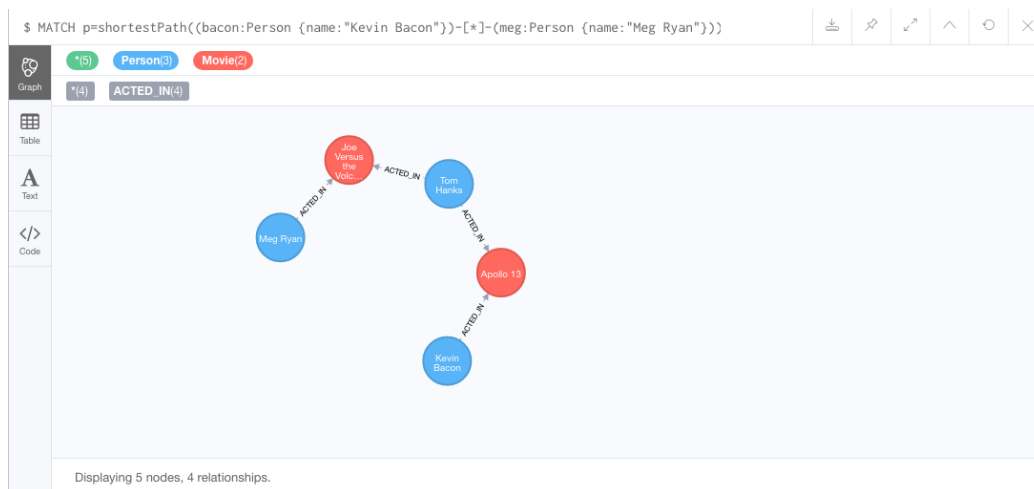 $ MATCH p=shortestPath((bacon:Person {name:"Kevin Bacon"})-[*]-(meg:Person {name:"Meg Ryan"}))
*(5) Person(3) Movie(2)
*(4) ACTED_IN(4)
Graph
Table
A
Text
</>
Code
Joe
Versus
the
Volc...
ACTED_IN
Tom
Hanks
ACTED_IN
Meg Ryan
ACTED_IN
Apollo 13
ACTED_IN
Kevin
Bacon
Displaying 5 nodes, 4 relationships.